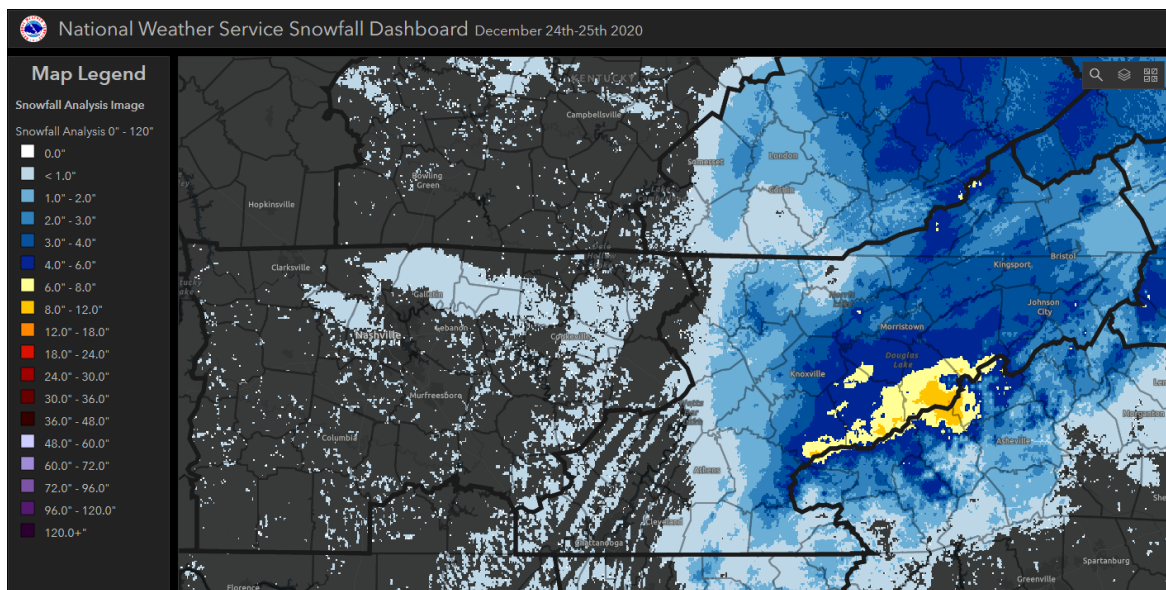 National Weather Service Snowfall Dashboard December 24th-25th 2020
Map Legend
Snowfall Analysis Image
Snowfall Analysis 0" - 120"
0.0"
< 1.0"
1.0" - 2.0"
2.0" - 3.0"
3.0" - 4.0"
4.0" - 6.0"
6.0" - 8.0"
8.0" - 12.0"
12.0" - 18.0"
18.0" - 24.0"
24.0" - 30.0"
30.0" - 36.0"
36.0" - 48.0"
48.0" - 60.0"
60.0" - 72.0"
72.0" - 96.0"
96.0" - 120.0"
120.0+"
KENTUCKY
Campbellsville
Somerset
London
Corbin
Bowling
Green
Hopkinsville
Clarksville
Gallatin
Nashville
Lebanon
Cookeville
Murfreesboro
Columbia
Kingsport
Bristol
Johnson
City
Norris
Lake
Morristown
Douglas
Lake
Knoxville
Athens
Asheville
Morganton
Cleveland
Chattanooga
Florence
Spartanburg
Greenville